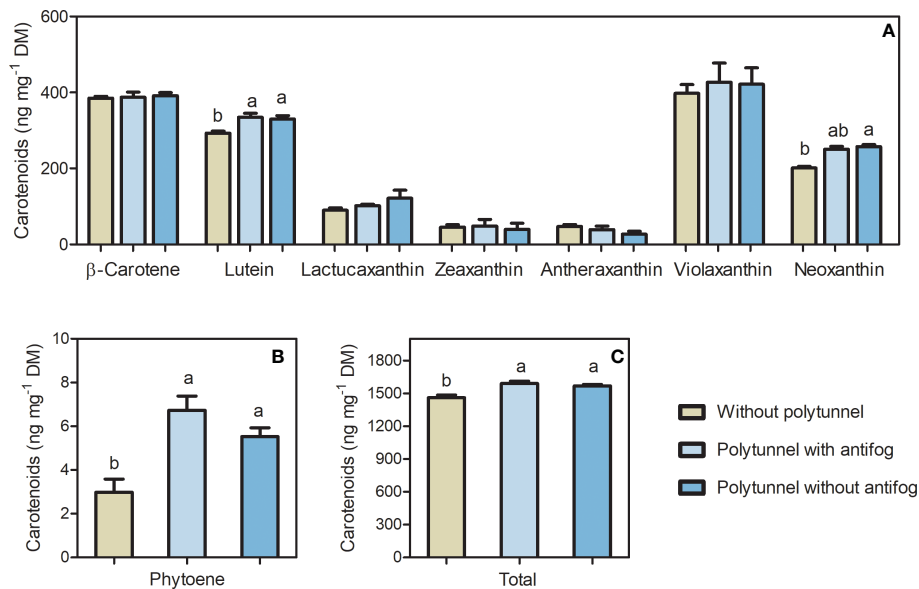 A
Carotenoids (ng mg⁻¹ DM)
600
400
200
0
b a a
b ab a
β-Carotene Lutein Lactucaxanthin Zeaxanthin Antheraxanthin Violaxanthin Neoxanthin
B
Carotenoids (ng mg⁻¹ DM)
10
8
6
4
2
0
b a a
Phytoene
C
Carotenoids (ng mg⁻¹ DM)
1800
1500
1200
900
600
300
0
b a a
Total
Without polytunnel
Polytunnel with antifog
Polytunnel without antifog